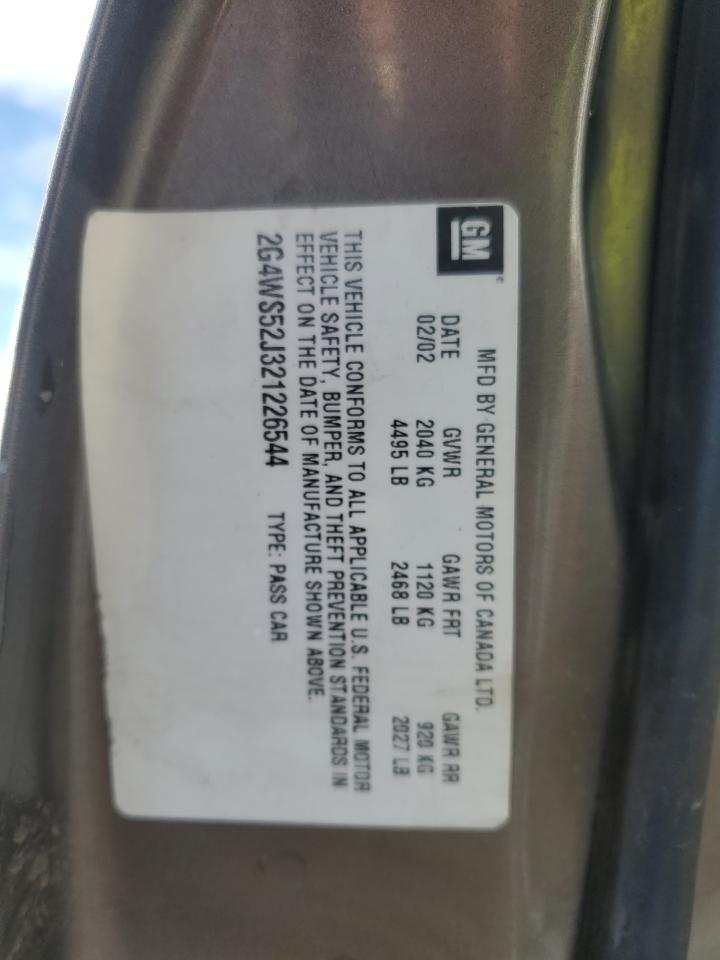 GM
MFD BY GENERAL MOTORS OF CANADA LTD.
DATE GVWR GAWR FRT GAWR RR
02/02 2040 KG 1120 KG 920 KG
4495 LB 2468 LB 2027 LB
THIS VEHICLE CONFORMS TO ALL APPLICABLE U.S. FEDERAL MOTOR
VEHICLE SAFETY, BUMPER, AND THEFT PREVENTION STANDARDS IN
EFFECT ON THE DATE OF MANUFACTURE SHOWN ABOVE.
2G4WS52J321226544 TYPE: PASS CAR